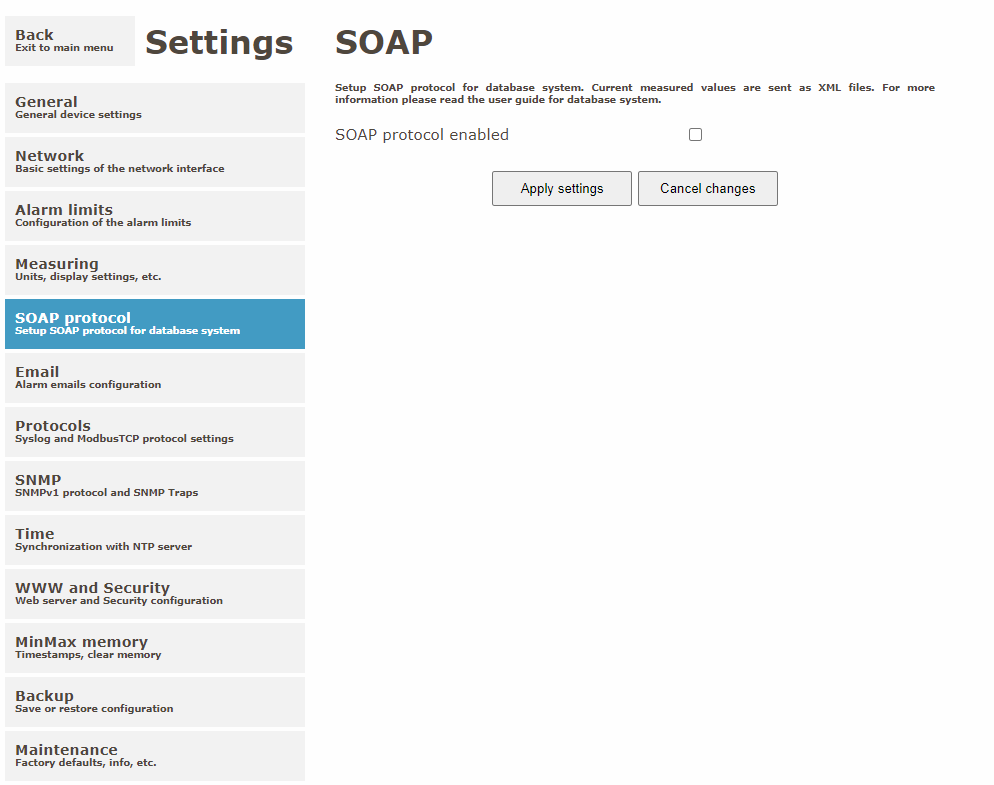 Back
Exit to main menu
Settings
General
General device settings
Network
Basic settings of the network interface
Alarm limits
Configuration of the alarm limits
Measuring
Units, display settings, etc.
SOAP protocol
Setup SOAP protocol for database system
Email
Alarm emails configuration
Protocols
Syslog and ModbusTCP protocol settings
SNMP
SNMPv1 protocol and SNMP Traps
Time
Synchronization with NTP server
WWW and Security
Web server and Security configuration
MinMax memory
Timestamps, clear memory
Backup
Save or restore configuration
Maintenance
Factory defaults, info, etc.
SOAP
Setup SOAP protocol for database system. Current measured values are sent as XML files. For more
information please read the user guide for database system.
SOAP protocol enabled
Apply settings
Cancel changes